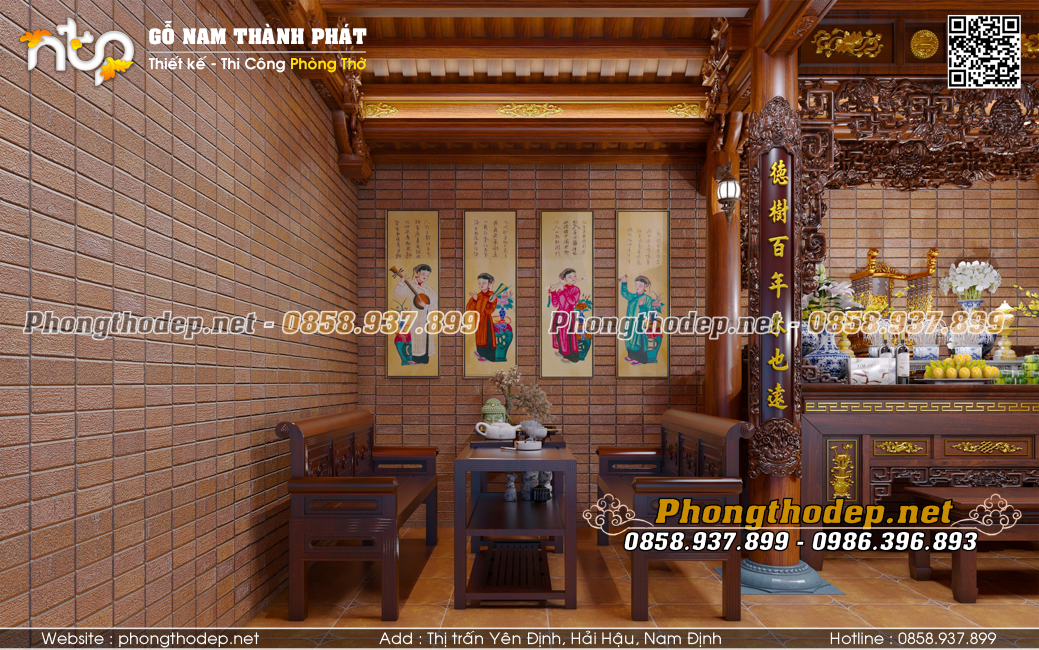 ntp
GỖ NAM THÀNH PHÁT
Thiết kế - Thi Công Phòng Thờ
德樹百年
也遠
Phongthodep.net - 0858.937.899
Phongthodep.net - 0858.937.899
Phongthodep.net
0858.937.899 - 0986.396.893
Website : phongthodep.net
Add : Thị trấn Yên Định, Hải Hậu, Nam Định
Hotline : 0858.937.899